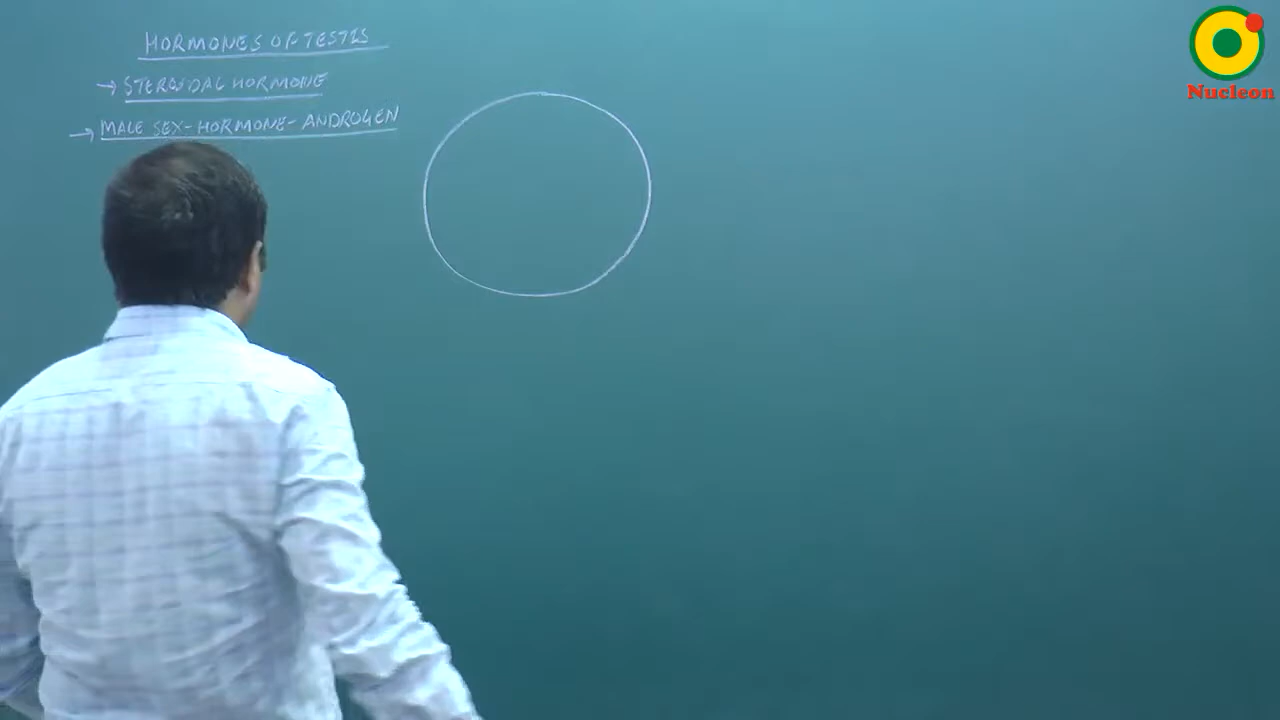 HORMONES OF TESTIS
→ STEROIDAL HORMONE
→ MALE SEX-HORMONE-ANDROGEN
Nucleon